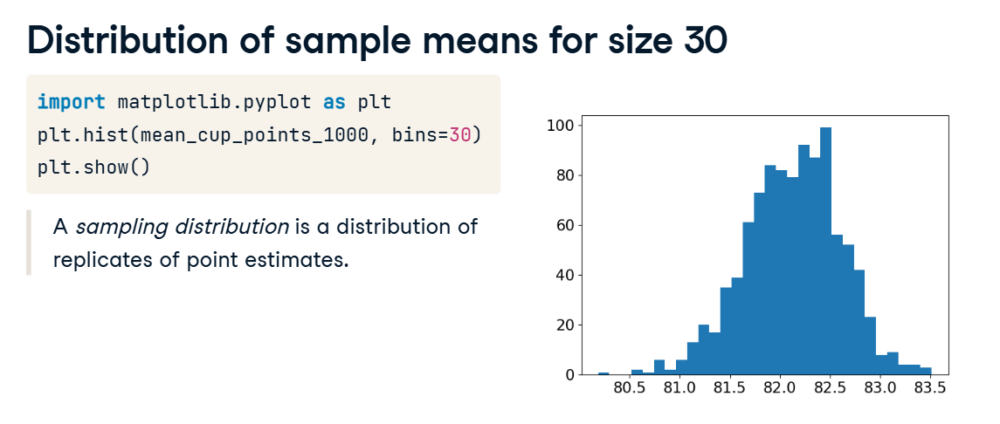 Distribution of sample means for size 30
import matplotlib.pyplot as plt
plt.hist(mean_cup_points_1000, bins=30)
plt.show()
A sampling distribution is a distribution of
replicates of point estimates.
100
80
60
40
20
0
80.5 81.0 81.5 82.0 82.5 83.0 83.5